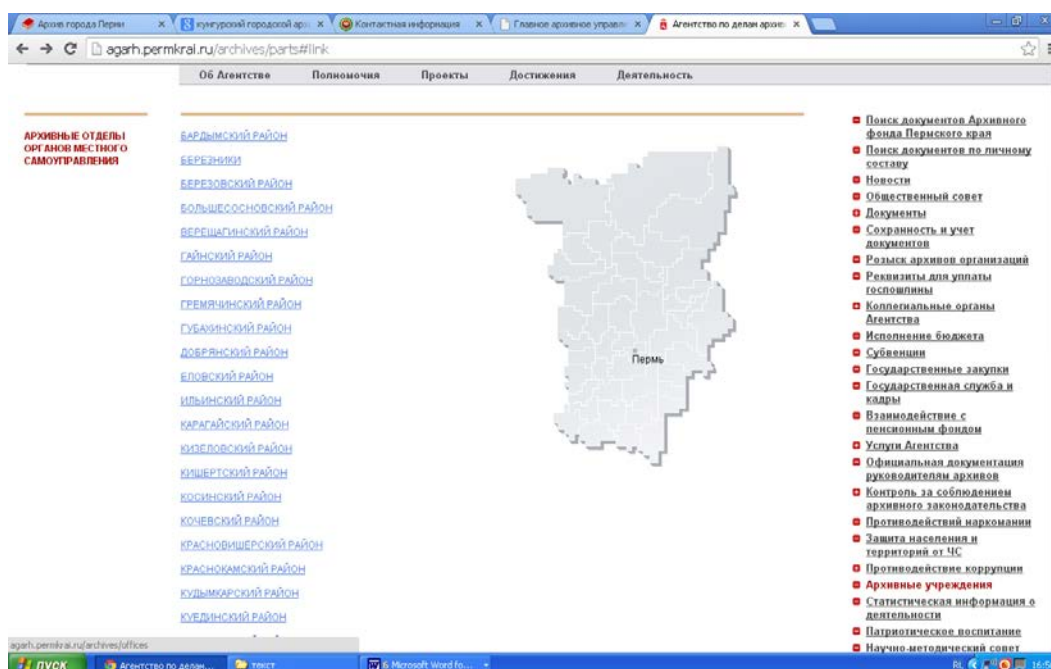 Архив города Перми
кунгурский городской архи
Контактная информация
Главное архивное управле
Агентство по делам архиво
agarh.permkrai.ru/archives/parts#link
Об Агентстве Полномочия Проекты Достижения Деятельность
АРХИВНЫЕ ОТДЕЛЫ
ОРГАНОВ МЕСТНОГО
САМОУПРАВЛЕНИЯ
БАРДЫМСКИЙ РАЙОН
БЕРЕЗНИКИ
БЕРЕЗОВСКИЙ РАЙОН
БОЛЬШЕСОСНОВСКИЙ РАЙОН
ВЕРЕЩАГИНСКИЙ РАЙОН
ГАЙНСКИЙ РАЙОН
ГОРНОЗАВОДСКИЙ РАЙОН
ГРЕМЯЧИНСКИЙ РАЙОН
ГУБАХИНСКИЙ РАЙОН
ДОБРЯНСКИЙ РАЙОН
ЕЛОВСКИЙ РАЙОН
ИЛЬИНСКИЙ РАЙОН
КАРАГАЙСКИЙ РАЙОН
КИЗЕЛОВСКИЙ РАЙОН
КИШЕРТСКИЙ РАЙОН
КОСИНСКИЙ РАЙОН
КОЧЕВСКИЙ РАЙОН
КРАСНОВИШЕРСКИЙ РАЙОН
КРАСНОКАМСКИЙ РАЙОН
КУДЫМКАРСКИЙ РАЙОН
КУЕДИНСКИЙ РАЙОН
Пермь
Поиск документов Архивного
фонда Пермского края
Поиск документов по личному
составу
Новости
Общественный совет
Документы
Сохранность и учет
документов
Розыск архивов организаций
Реквизиты для уплаты
госпошлины
Коллегиальные органы
Агентства
Исполнение бюджета
Субвенции
Государственные закупки
Государственная служба и
кадры
Взаимодействие с
пенсионным фондом
Услуги Агентства
Официальная документация
руководителям архивов
Контроль за соблюдением
архивного законодательства
Противодействий наркомании
Защита населения и
территорий от ЧС
Противодействие коррупции
Архивные учреждения
Статистическая информация о
деятельности
Патриотическое воспитание
Научно-методический совет
agarh.permkrai.ru/archives/offices
пуск Агентство по делам... текст 6 Microsoft Word fo... RL